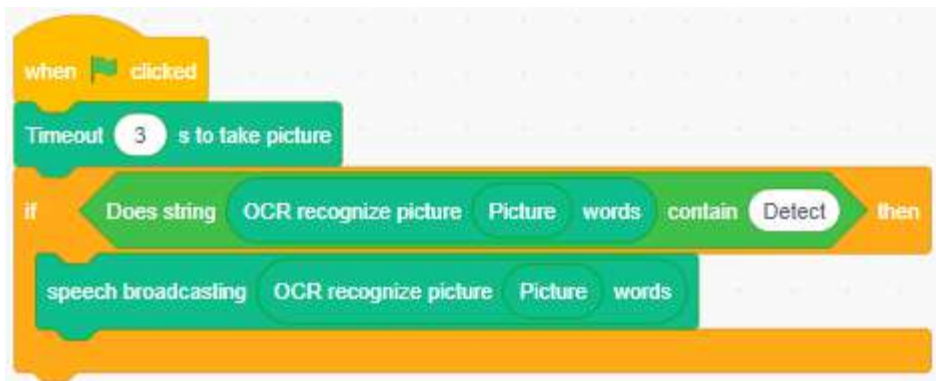 when clicked
Timeout 3 s to take picture
if Does string OCR recognize picture Picture words contain Detect then
speech broadcasting OCR recognize picture Picture words